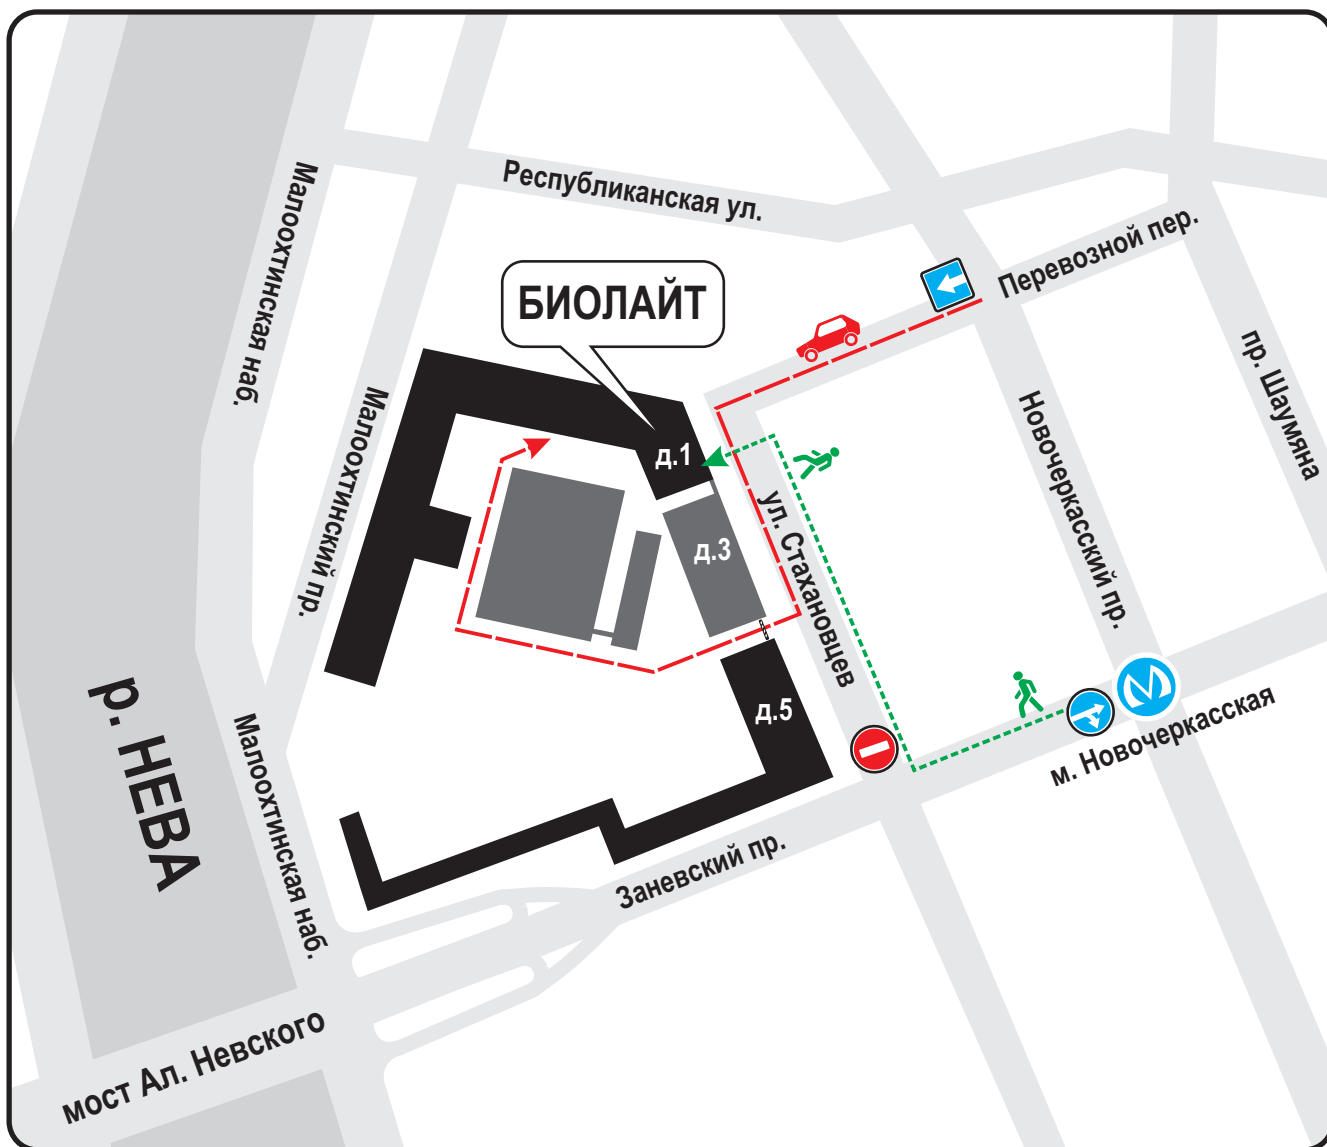 Малоохтинская наб.
Республиканская ул.
Перевозной пер.
БИОЛАЙТ
Малоохтинский пр.
пр. Шаумяна
Новочеркасский пр.
д.1
ул. Стахановцев
д.3
д.5
р. НЕВА
Малоохтинская наб.
м. Новочеркасская
Заневский пр.
мост Ал. Невского